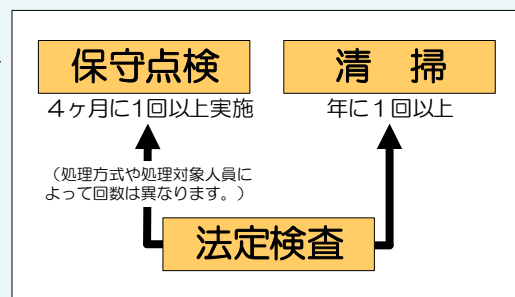 保守点検
清 掃
4ヶ月に1回以上実施
年に1回以上
(処理方式や処理対象人員に
よって回数は異なります。)
法定検査